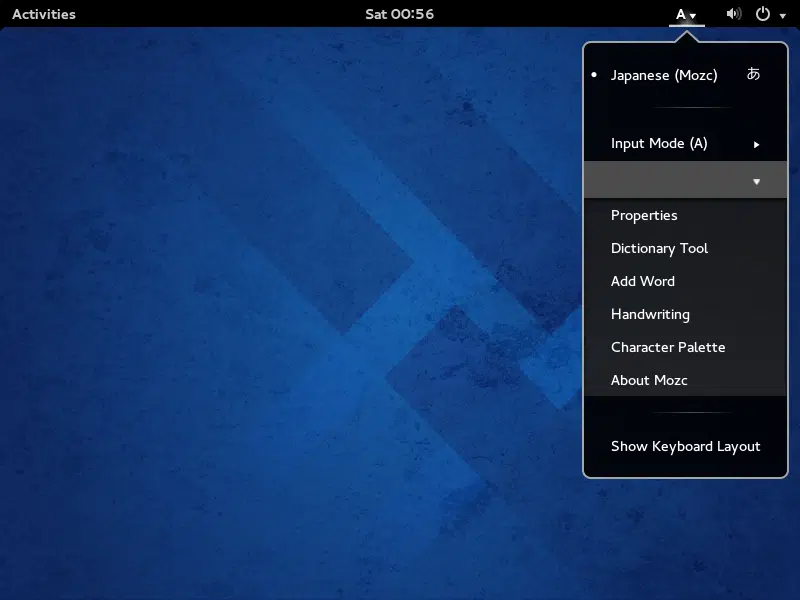 Activities
Sat 00:56
A
Japanese (Mozc) あ
Input Mode (A)
Properties
Dictionary Tool
Add Word
Handwriting
Character Palette
About Mozc
Show Keyboard Layout